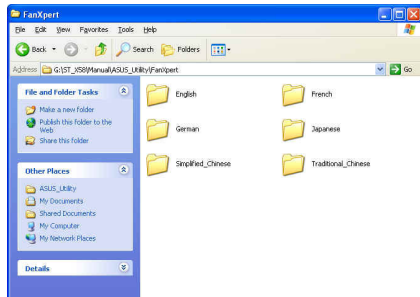 FanXpert
File Edit View Favorites Tools Help
Back Search Folders
Address G:\ST_X58\Manual\ASUS_Utility\FanXpert Go
File and Folder Tasks
Make a new folder
Publish this folder to the
Web
Share this folder
Other Places
ASUS_Utility
My Documents
Shared Documents
My Computer
My Network Places
Details
English French
German Japanese
Simplified_Chinese Traditional_Chinese